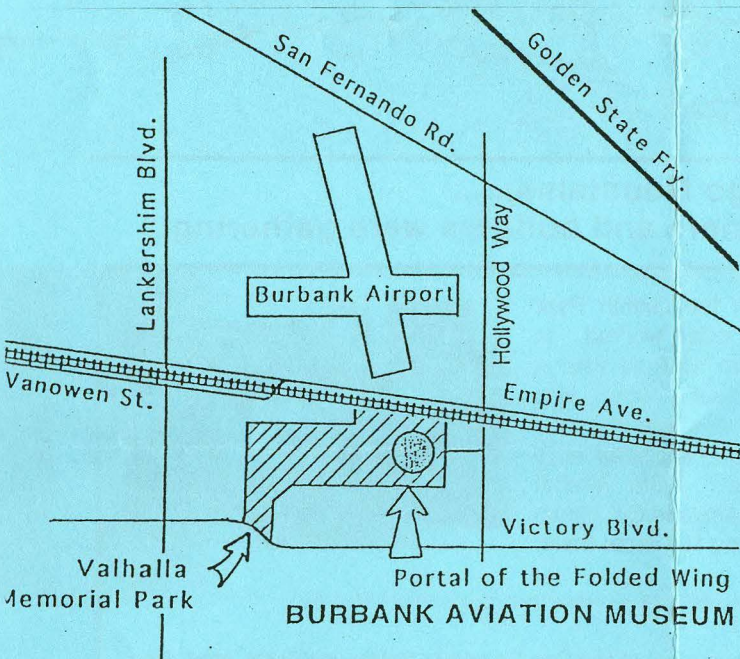 San Fernando Rd.
Golden State Fry.
Lankershim Blvd.
Hollywood Way
Burbank Airport
Vanowen St.
Empire Ave.
Victory Blvd.
Valhalla
Memorial Park
Portal of the Folded Wing
BURBANK AVIATION MUSEUM